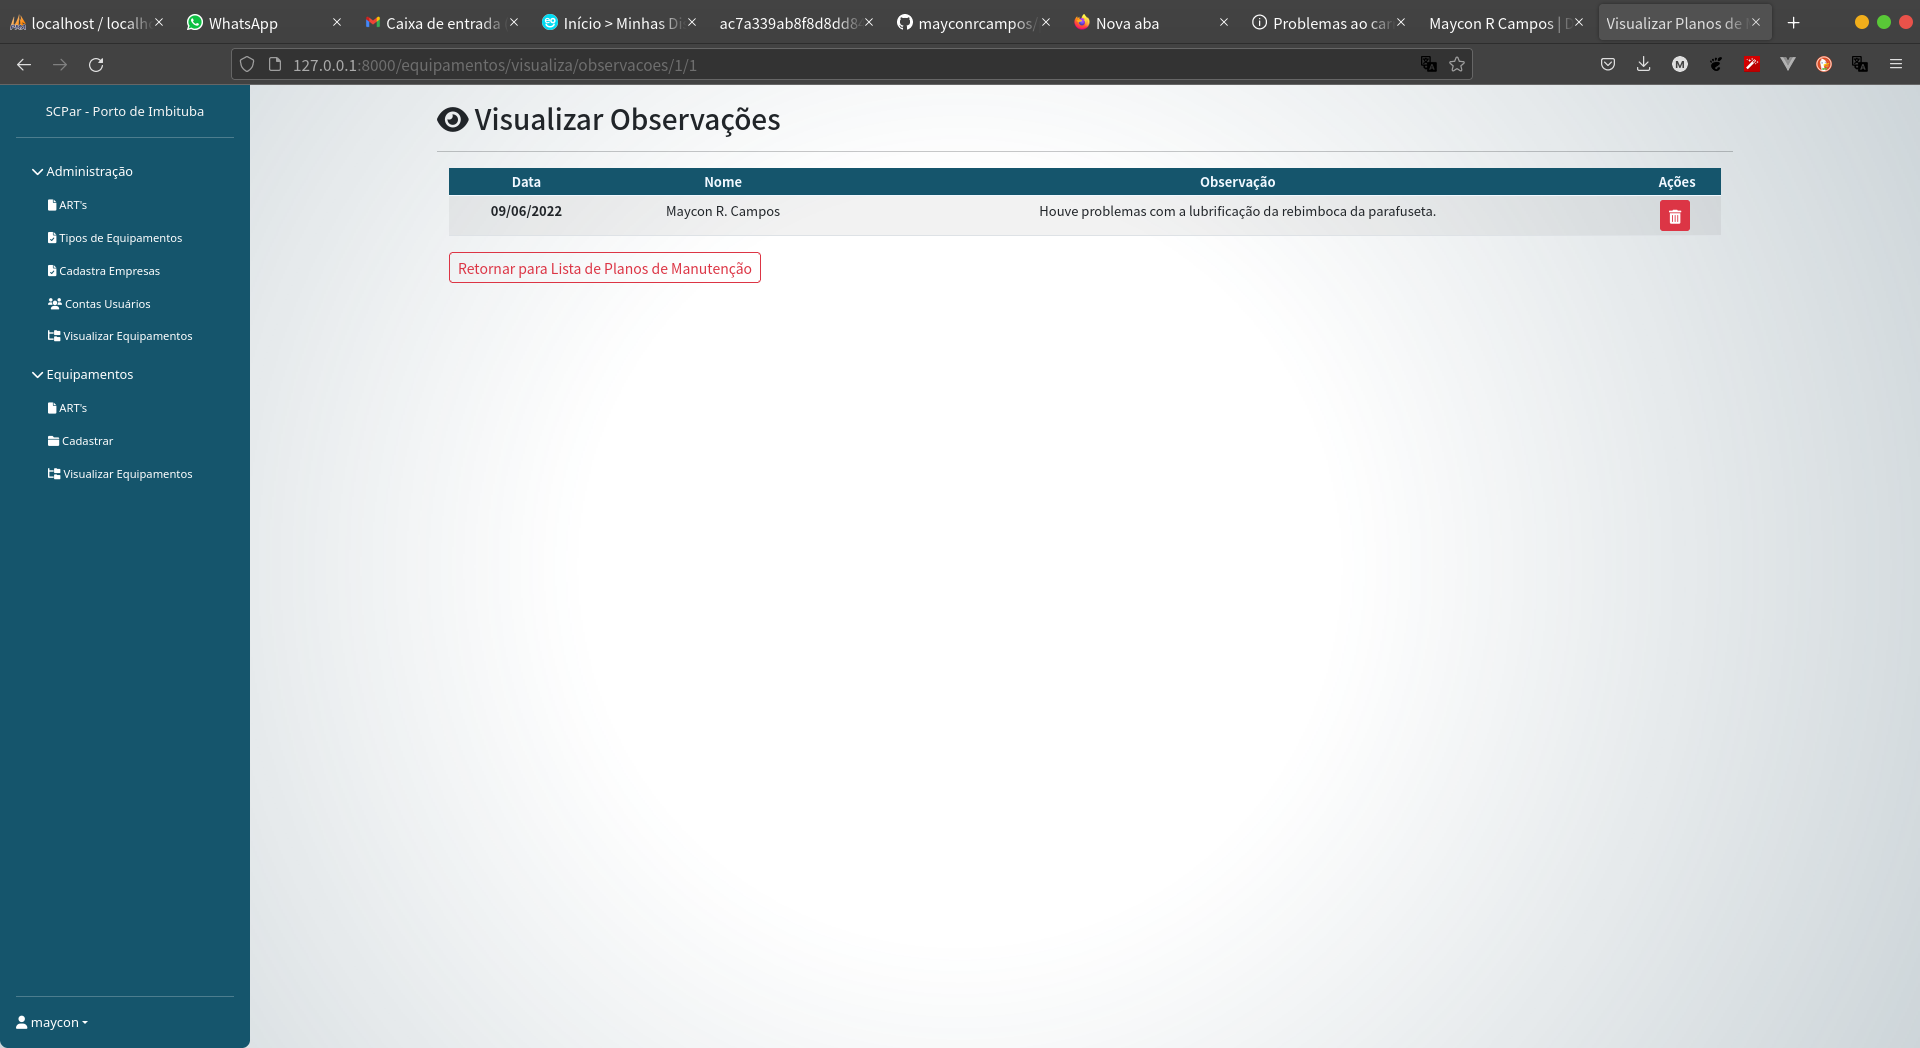 localhost / localh
WhatsApp
Caixa de entrada
Início > Minhas Di
ac7a339ab8f8d8dd8
mayconrcampos/
Nova aba
Problemas ao car
Maycon R Campos | D
Visualizar Planos de
127.0.0.1:8000/equipamentos/visualiza/observacoes/1/1
SCPar - Porto de Imbituba
Administração
ART's
Tipos de Equipamentos
Cadastra Empresas
Contas Usuários
Visualizar Equipamentos
Equipamentos
ART's
Cadastrar
Visualizar Equipamentos
maycon
Visualizar Observações
Data Nome Observação Ações
09/06/2022 Maycon R. Campos Houve problemas com a lubrificação da rebimboca da parafuseta.
Retornar para Lista de Planos de Manutenção